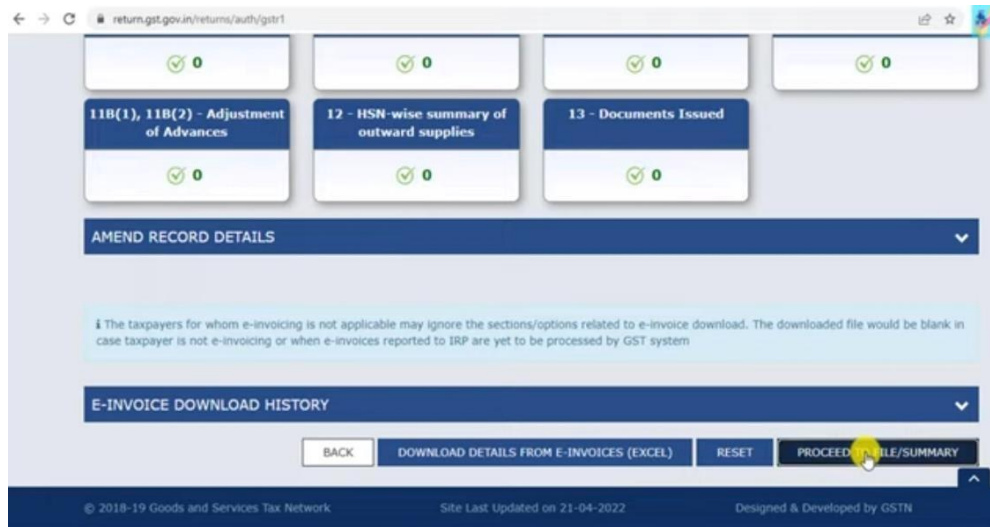 return.gst.gov.in/returns/auth/gstr1
0
0
0
0
11B(1), 11B(2) - Adjustment
of Advances
12 - HSN-wise summary of
outward supplies
13 - Documents Issued
0
0
0
AMEND RECORD DETAILS
i The taxpayers for whom e-invoicing is not applicable may ignore the sections/options related to e-invoice download. The downloaded file would be blank in
case taxpayer is not e-invoicing or when e-invoices reported to IRP are yet to be processed by GST system
E-INVOICE DOWNLOAD HISTORY
BACK
DOWNLOAD DETAILS FROM E-INVOICES (EXCEL)
RESET
PROCEED TO FILE/SUMMARY
© 2018-19 Goods and Services Tax Network
Site Last Updated on 21-04-2022
Designed & Developed by GSTN